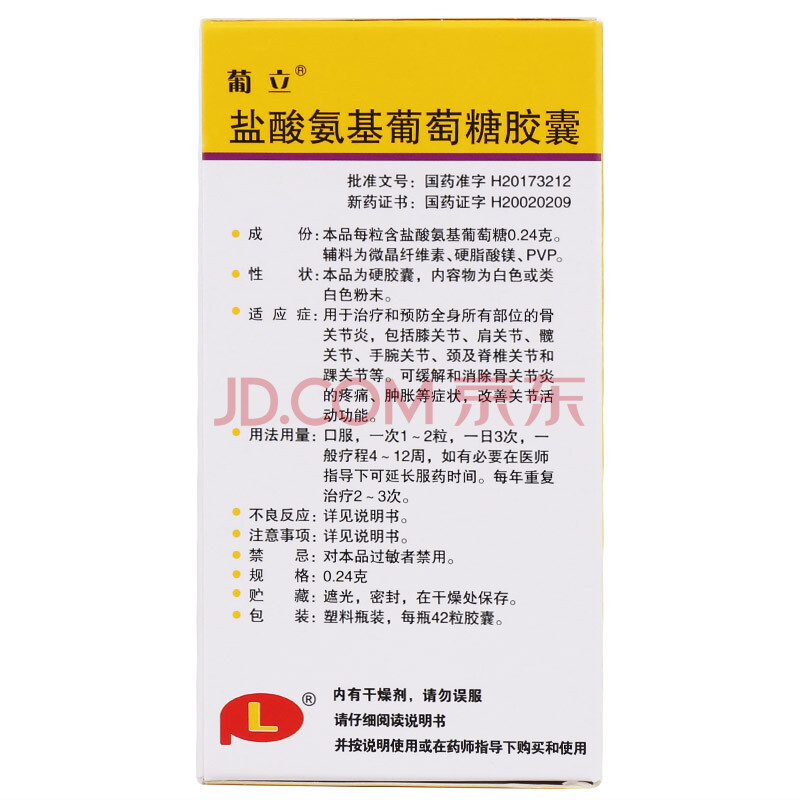 葡立®
盐酸氨基葡萄糖胶囊
批准文号：国药准字 H20173212
新药证书：国药证字 H20020209
成份：本品每粒含盐酸氨基葡萄糖0.24克。
辅料为微晶纤维素、硬脂酸镁、PVP。
性状：本品为硬胶囊，内容物为白色或类
白色粉末。
适应症：用于治疗和预防全身所有部位的骨
关节炎，包括膝关节、肩关节、髋
关节、手腕关节、颈及脊椎关节和
踝关节等。可缓解和消除骨关节炎
的疼痛、肿胀等症状，改善关节活
动功能。
JD.COM 京东
用法用量：口服，一次1～2粒，一日3次，一
般疗程4～12周，如有必要在医师
指导下可延长服药时间。每年重复
治疗2～3次。
不良反应：详见说明书。
注意事项：详见说明书。
禁忌：对本品过敏者禁用。
规格：0.24克
贮藏：遮光，密封，在干燥处保存。
包装：塑料瓶装，每瓶42粒胶囊。
L®
内有干燥剂，请勿误服
请仔细阅读说明书
并按说明使用或在药师指导下购买和使用